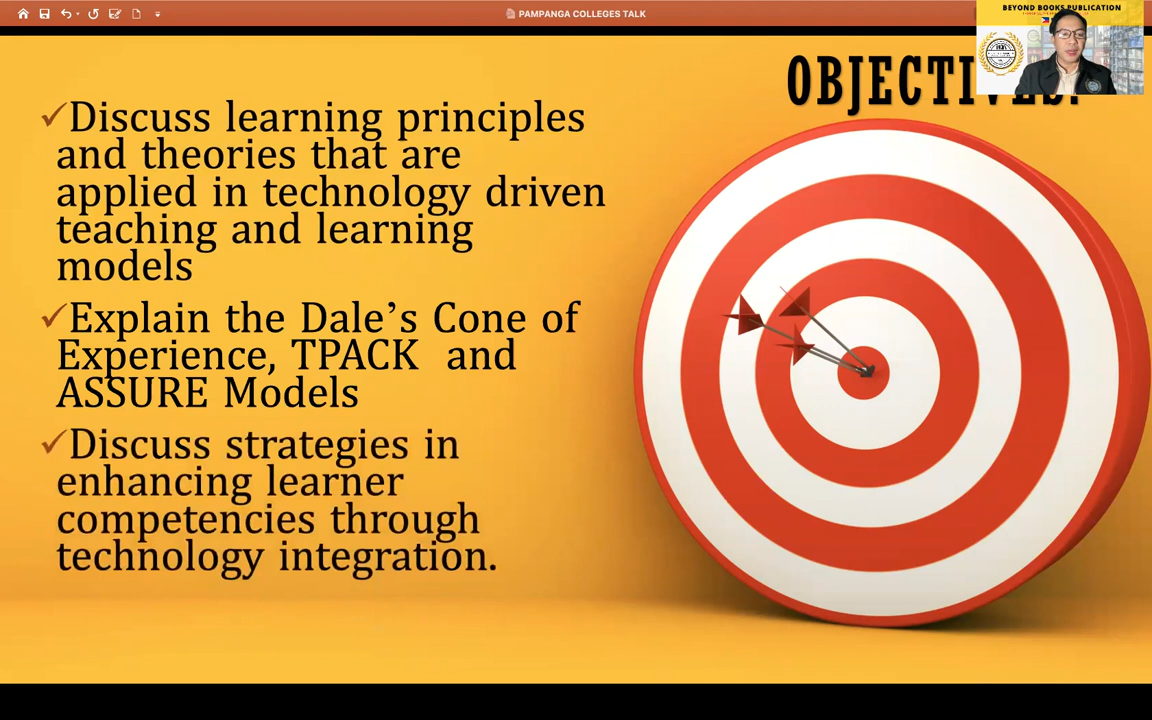 PAMPANGA COLLEGES TALK
BEYOND BOOKS PUBLICATION
OBJECTIVES:
✓Discuss learning principles
and theories that are
applied in technology driven
teaching and learning
models
✓Explain the Dale’s Cone of
Experience, TPACK and
ASSURE Models
✓Discuss strategies in
enhancing learner
competencies through
technology integration.